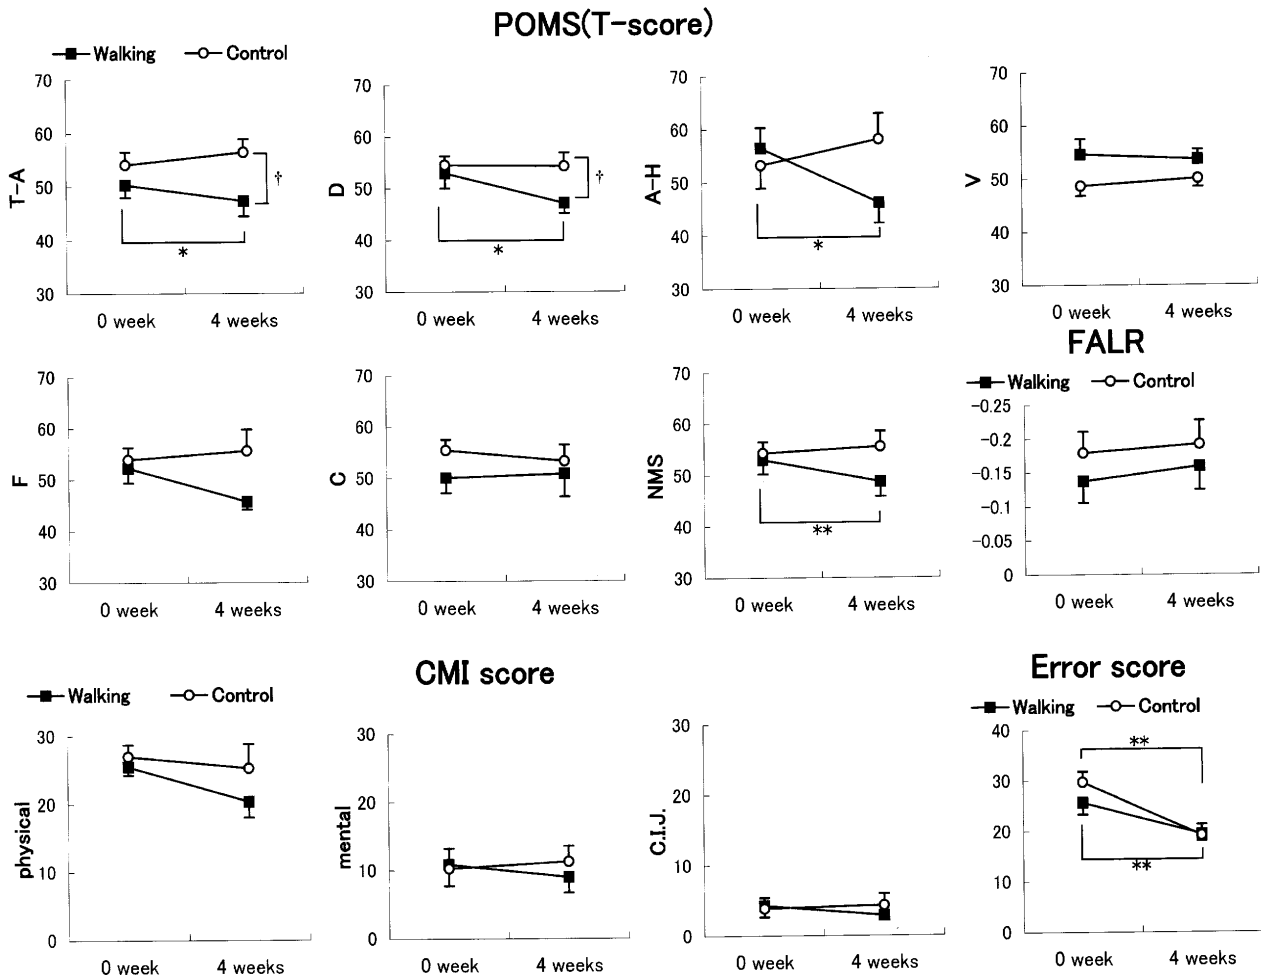 POMS(T-score)
Walking Control
70
60
50
40
30
T-A
†
*
0 week 4 weeks
70
60
50
40
30
D
†
*
0 week 4 weeks
70
60
50
40
30
A-H
*
0 week 4 weeks
70
60
50
40
30
V
0 week 4 weeks
70
60
50
40
30
F
0 week 4 weeks
70
60
50
40
30
C
0 week 4 weeks
70
60
50
40
30
NMS
**
0 week 4 weeks
FALR
Walking Control
-0.25
-0.2
-0.15
-0.1
-0.05
0
0 week 4 weeks
CMI score
Walking Control
30
20
10
0
physical
0 week 4 weeks
30
20
10
0
mental
0 week 4 weeks
30
20
10
0
C.I.J.
0 week 4 weeks
Error score
Walking Control
40
30
20
10
0
**
**
0 week 4 weeks